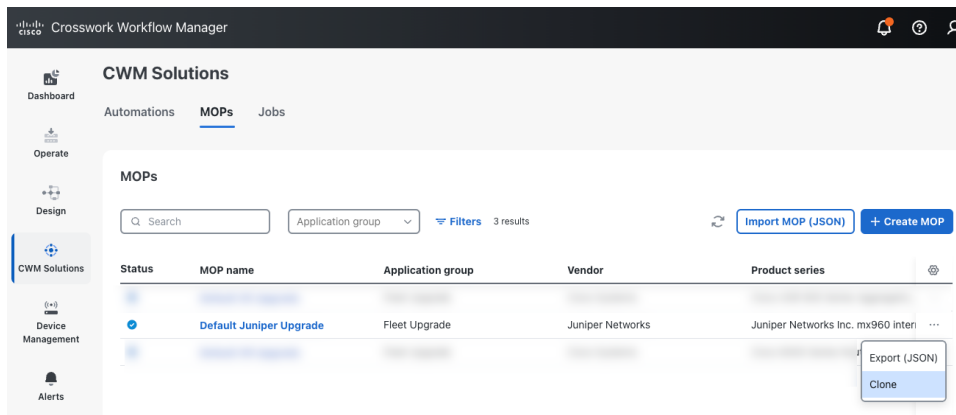 cisco Crosswork Workflow Manager
Dashboard
Operate
Design
CWM Solutions
Device
Management
Alerts
CWM Solutions
Automations MOPs Jobs
MOPs
Search Application group Filters 3 results Import MOP (JSON) + Create MOP
Status MOP name Application group Vendor Product series
Default Juniper Upgrade Fleet Upgrade Juniper Networks Juniper Networks Inc. mx960 inter ...
Export (JSON)
Clone